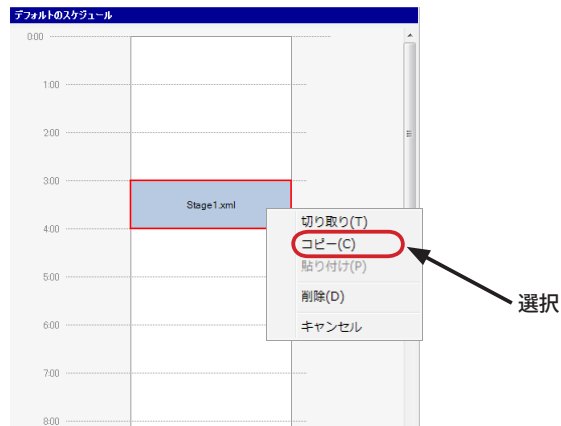 デフォルトのスケジュール
0:00
1:00
2:00
3:00
Stage1.xml
切り取り(T)
4:00
コピー(C)
貼り付け(P)
5:00
削除(D)
選択
6:00
キャンセル
7:00
8:00